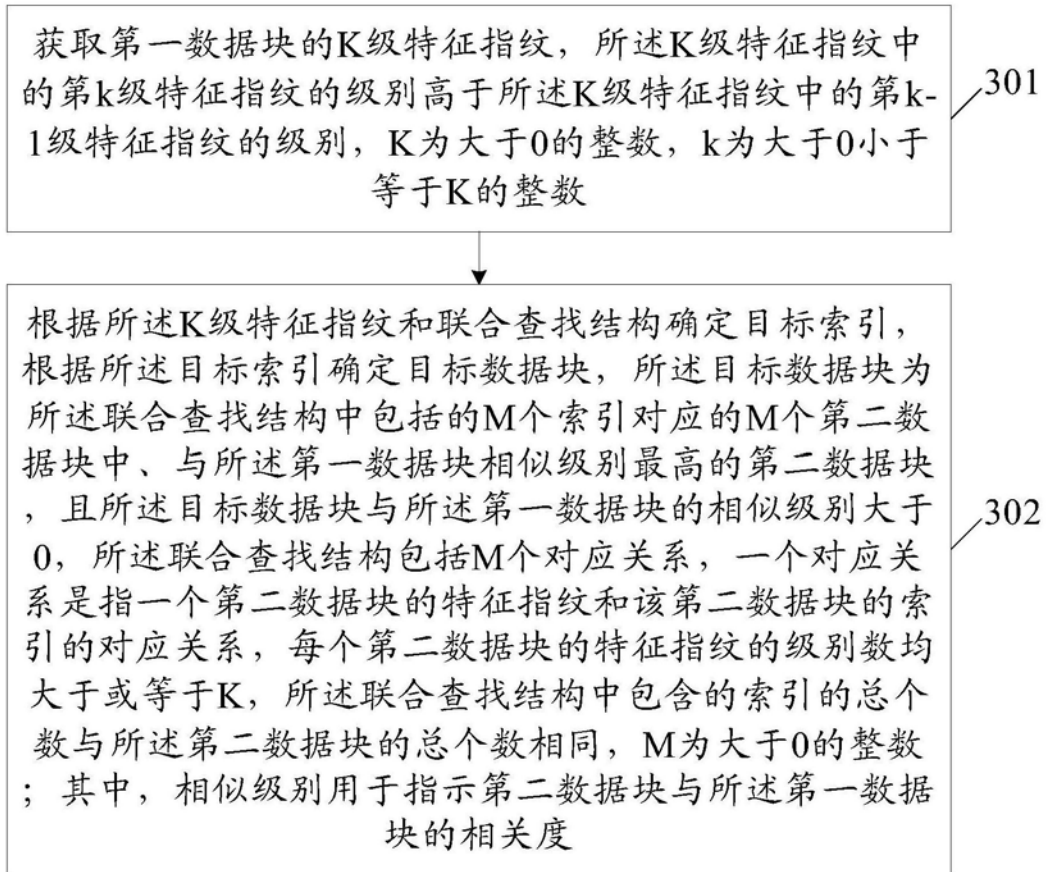 获取第一数据块的K级特征指纹，所述K级特征指纹中
的第k级特征指纹的级别高于所述K级特征指纹中的第k-
1级特征指纹的级别，K为大于0的整数，k为大于0小于
等于K的整数
301
根据所述K级特征指纹和联合查找结构确定目标索引，
根据所述目标索引确定目标数据块，所述目标数据块为
所述联合查找结构中包括的M个索引对应的M个第二数
据块中、与所述第一数据块相似级别最高的第二数据块
，且所述目标数据块与所述第一数据块的相似级别大于
0，所述联合查找结构包括M个对应关系，一个对应关
系是指一个第二数据块的特征指纹和该第二数据块的索
引的对应关系，每个第二数据块的特征指纹的级别数均
大于或等于K，所述联合查找结构中包含的索引的总个
数与所述第二数据块的总个数相同，M为大于0的整数
；其中，相似级别用于指示第二数据块与所述第一数据
块的相关度
302